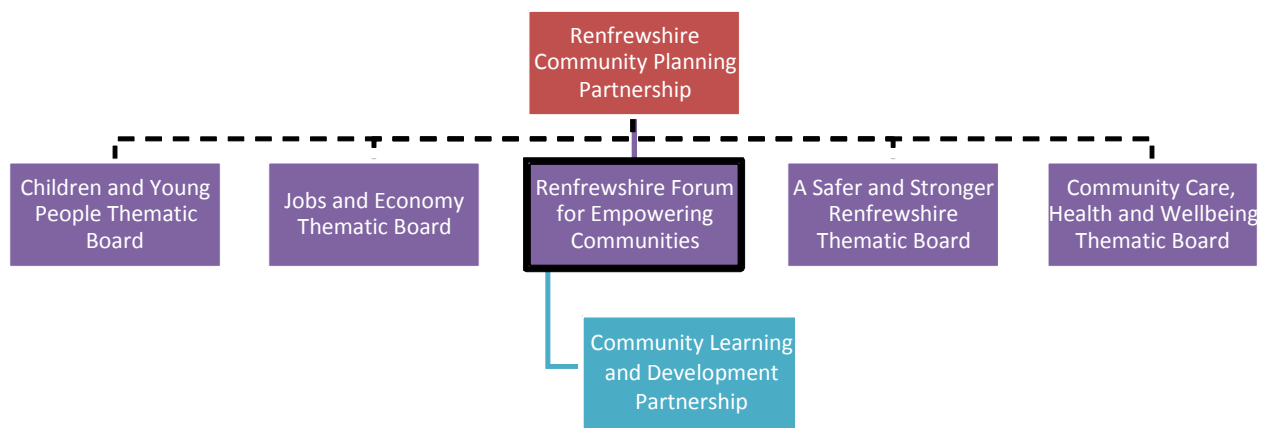 Renfrewshire
Community Planning
Partnership
Children and Young
People Thematic
Board
Jobs and Economy
Thematic Board
Renfrewshire Forum
for Empowering
Communities
A Safer and Stronger
Renfrewshire
Thematic Board
Community Care,
Health and Wellbeing
Thematic Board
Community Learning
and Development
Partnership